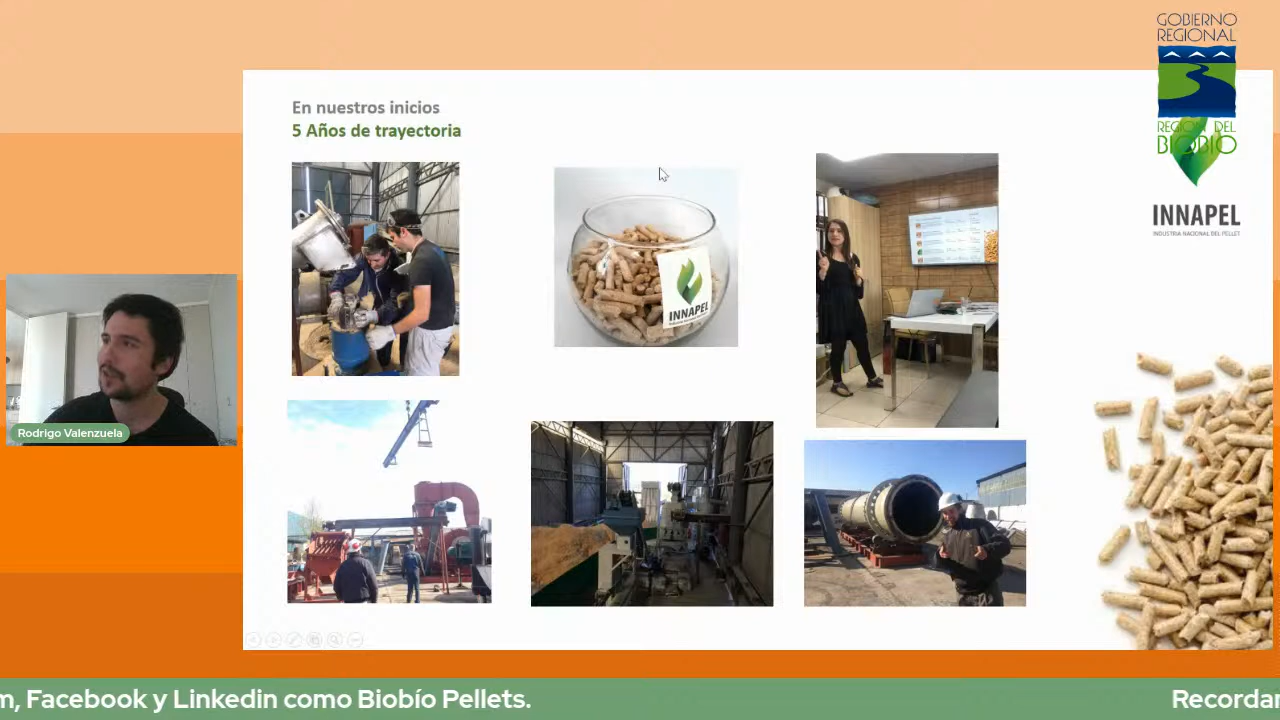 GOBIERNO
REGIONAL
REGIÓN DEL
BIOBÍO
En nuestros inicios
5 Años de trayectoria
INNAPEL
INDUSTRIA NACIONAL DEL PELLET
INNAPEL
Rodrigo Valenzuela
m, Facebook y Linkedin como Biobío Pellets.
Recordar